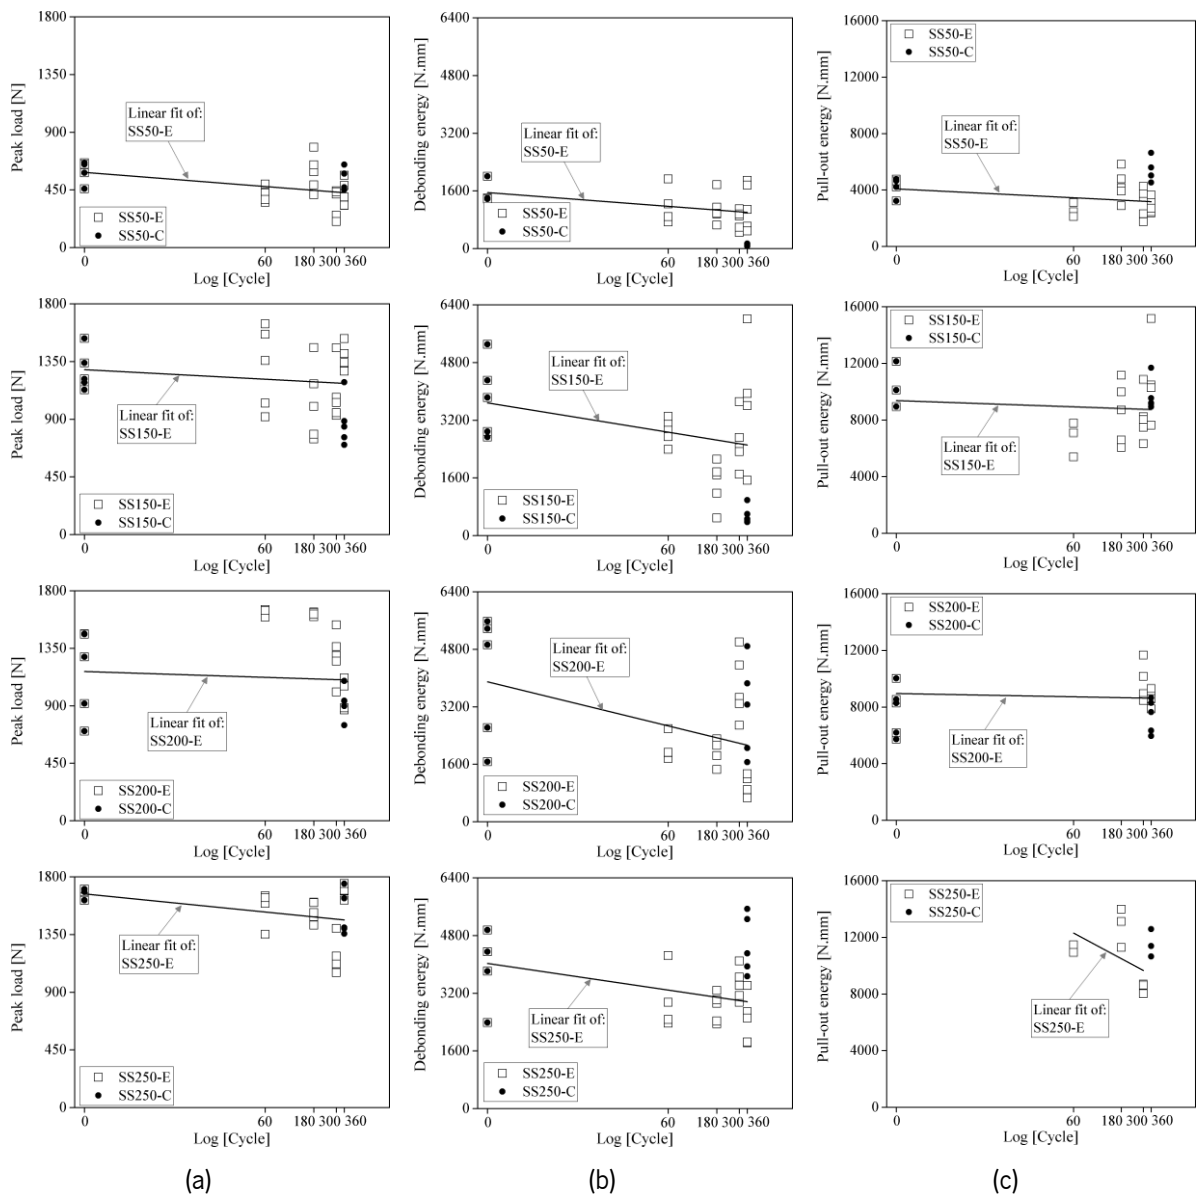 1800
1350
900
450
0
Peak load [N]
Linear fit of:
SS50-E
SS50-E
SS50-C
0
60
180
300
360
Log [Cycle]
6400
4800
3200
1600
0
Debonding energy [N.mm]
Linear fit of:
SS50-E
SS50-E
SS50-C
0
60
180
300
360
Log [Cycle]
16000
12000
8000
4000
0
Pull-out energy [N.mm]
SS50-E
SS50-C
Linear fit of:
SS50-E
0
60
180
300
360
Log [Cycle]
1800
1350
900
450
0
Peak load [N]
Linear fit of:
SS150-E
SS150-E
SS150-C
0
60
180
300
360
Log [Cycle]
6400
4800
3200
1600
0
Debonding energy [N.mm]
Linear fit of:
SS150-E
SS150-E
SS150-C
0
60
180
300
360
Log [Cycle]
16000
12000
8000
4000
0
Pull-out energy [N.mm]
SS150-E
SS150-C
Linear fit of:
SS150-E
0
60
180
300
360
Log [Cycle]
1800
1350
900
450
0
Peak load [N]
Linear fit of:
SS200-E
SS200-E
SS200-C
0
60
180
300
360
Log [Cycle]
6400
4800
3200
1600
0
Debonding energy [N.mm]
Linear fit of:
SS200-E
SS200-E
SS200-C
0
60
180
300
360
Log [Cycle]
16000
12000
8000
4000
0
Pull-out energy [N.mm]
SS200-E
SS200-C
Linear fit of:
SS200-E
0
60
180
300
360
Log [Cycle]
1800
1350
900
450
0
Peak load [N]
Linear fit of:
SS250-E
SS250-E
SS250-C
0
60
180
300
360
Log [Cycle]
6400
4800
3200
1600
0
Debonding energy [N.mm]
Linear fit of:
SS250-E
SS250-E
SS250-C
0
60
180
300
360
Log [Cycle]
16000
12000
8000
4000
0
Pull-out energy [N.mm]
SS250-E
SS250-C
Linear fit of:
SS250-E
0
60
180
300
360
Log [Cycle]
(a)
(b)
(c)